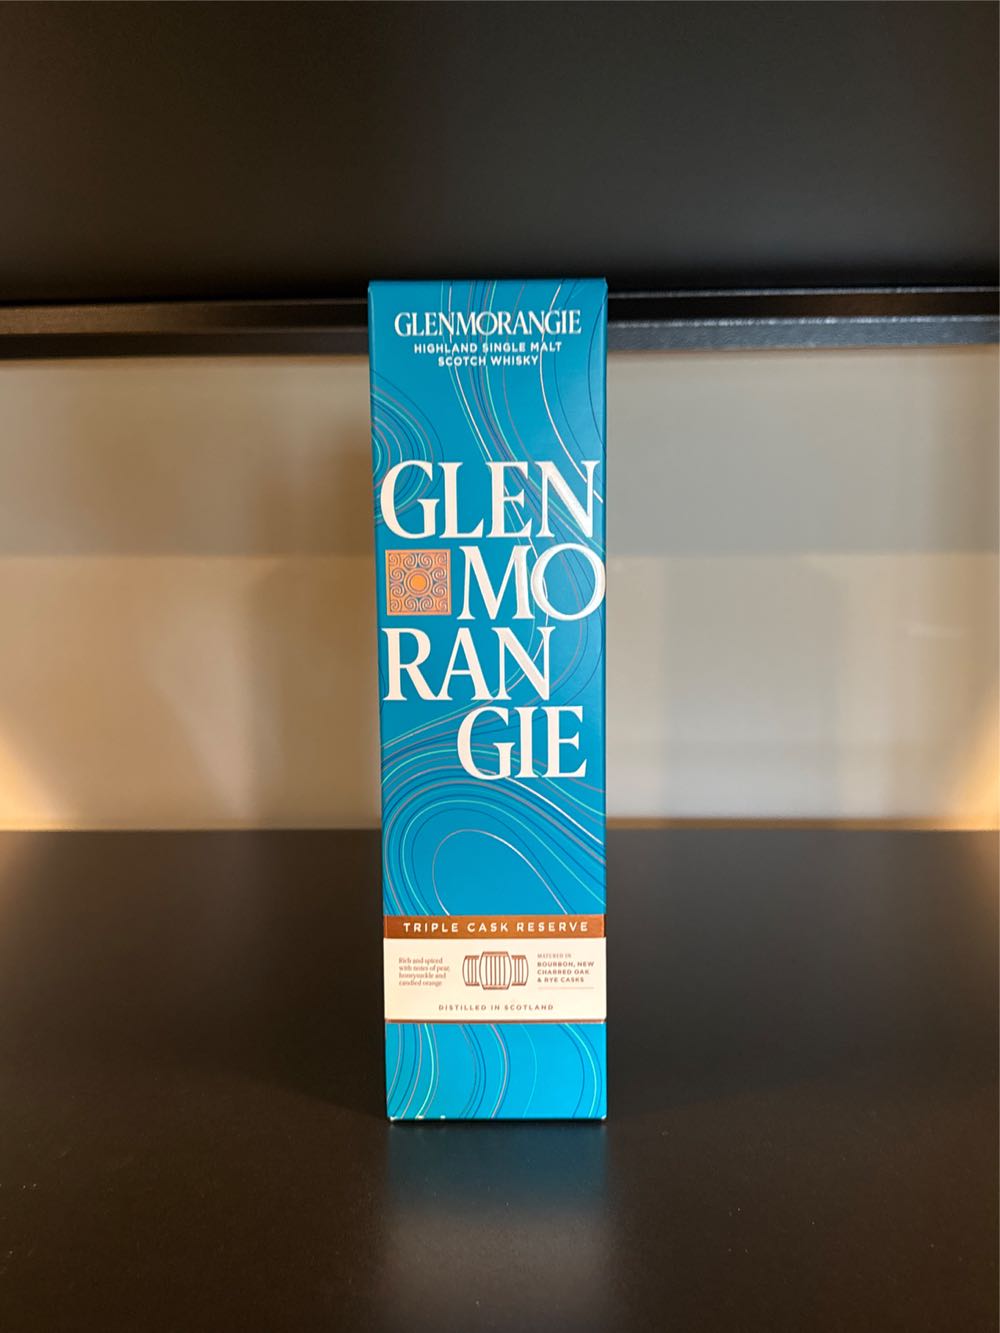 GLENMORANGIE
HIGHLAND SINGLE MALT
SCOTCH WHISKY
GLEN
MO
RAN
GIE
TRIPLE CASK RESERVE
Rich and spiced
with notes of pear,
honeysuckle and
candied orange
MATURED IN
BOURBON, NEW
CHARRED OAK
& RYE CASKS
DISTILLED IN SCOTLAND